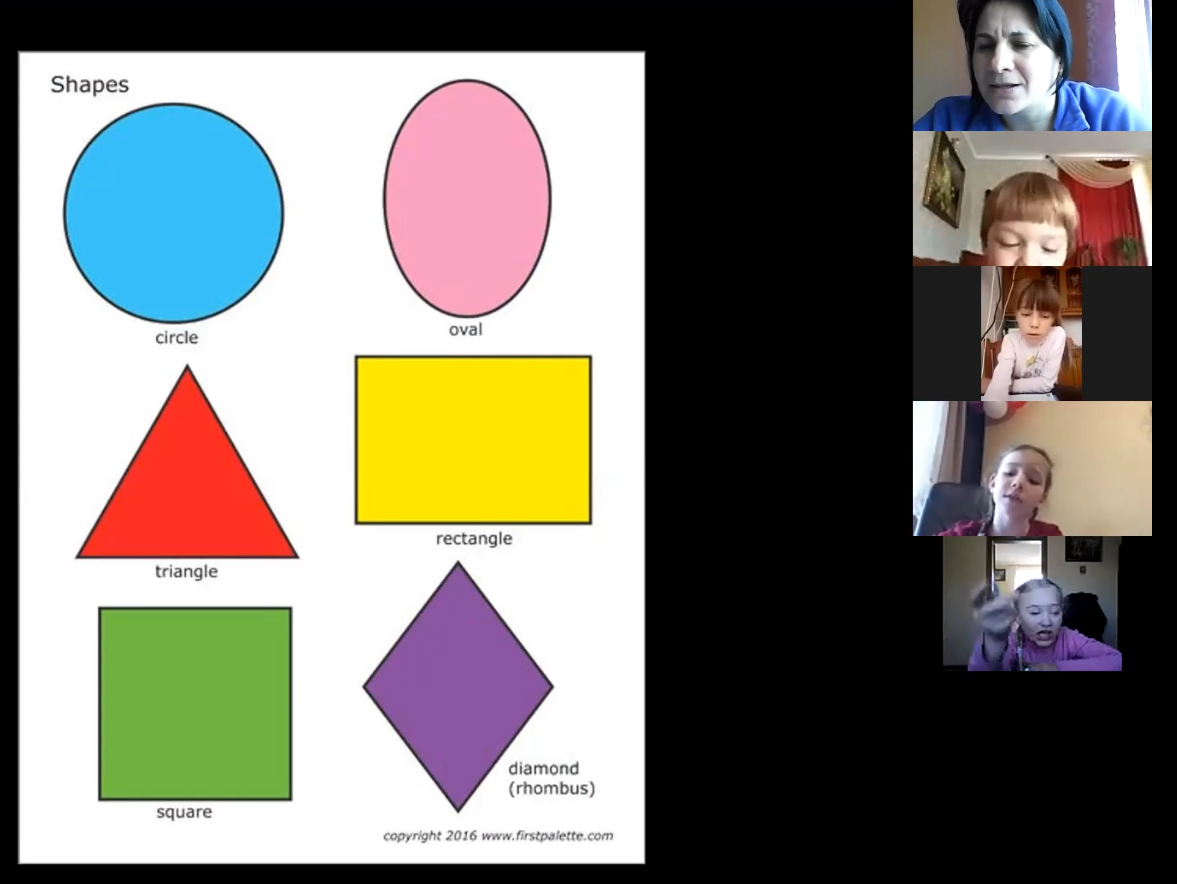 Shapes
circle
oval
triangle
rectangle
square
diamond
(rhombus)
copyright 2016 www.firstpalette.com